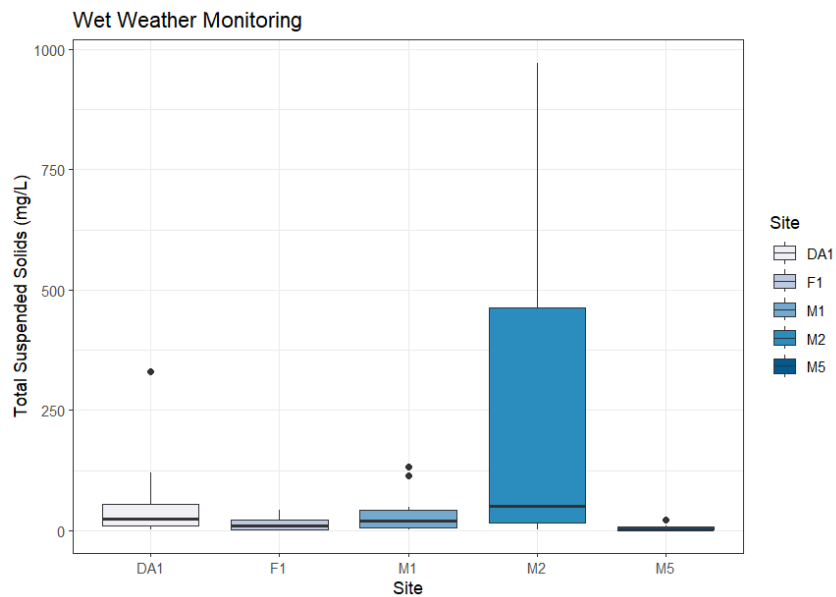 Wet Weather Monitoring
Total Suspended Solids (mg/L)
1000
750
500
250
0
DA1 F1 M1 M2 M5
Site
Site
DA1
F1
M1
M2
M5